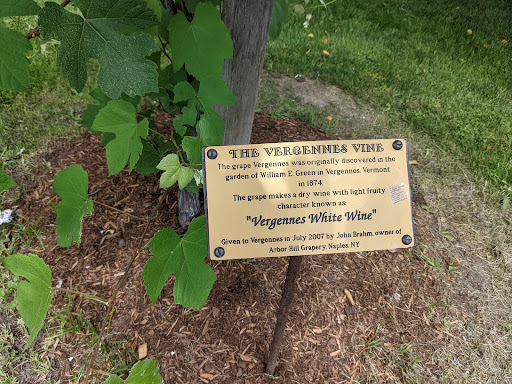 THE VERGENNES VINE
The grape Vergennes was originally discovered in the
garden of William E. Green in Vergennes, Vermont
in 1874.
The grape makes a dry wine with light fruity
character known as:
"Vergennes White Wine"
Given to Vergennes in July 2007 by John Brahm, owner of
Arbor Hill Grapery, Naples, NY